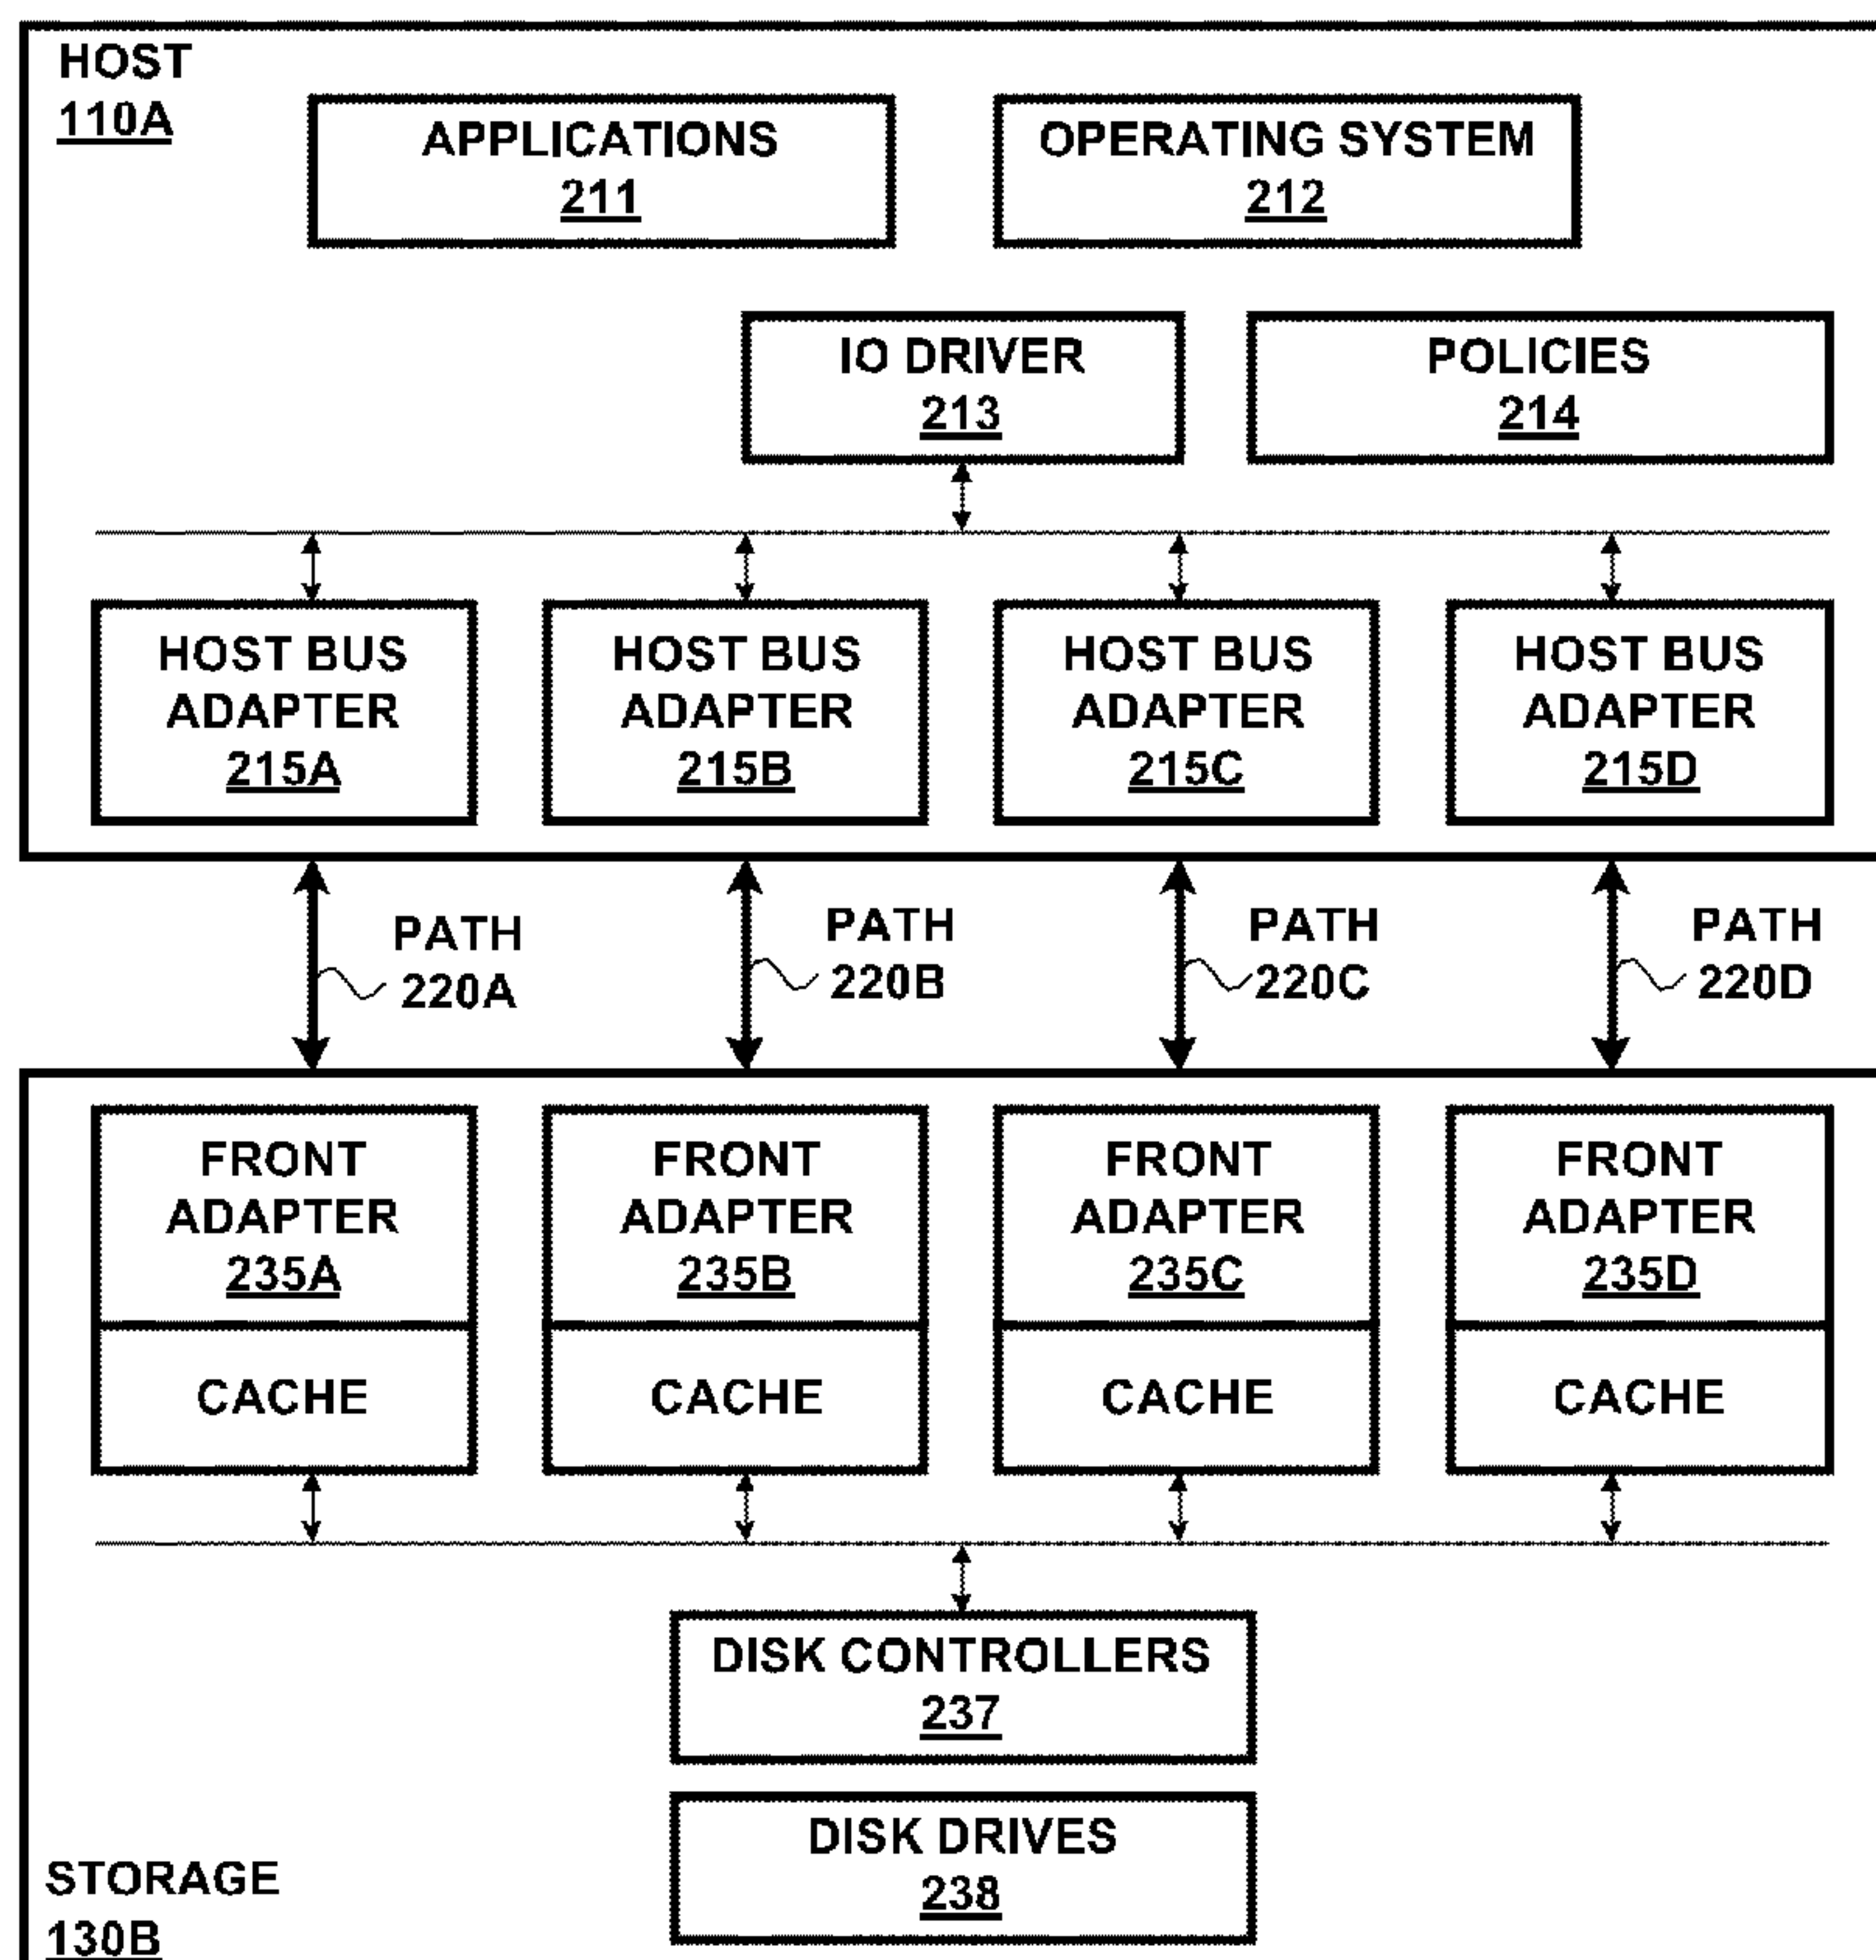 HOST
110A
APPLICATIONS
211
OPERATING SYSTEM
212
IO DRIVER
213
POLICIES
214
HOST BUS
ADAPTER
215A
HOST BUS
ADAPTER
215B
HOST BUS
ADAPTER
215C
HOST BUS
ADAPTER
215D
PATH
220A
PATH
220B
PATH
220C
PATH
220D
FRONT
ADAPTER
235A
CACHE
FRONT
ADAPTER
235B
CACHE
FRONT
ADAPTER
235C
CACHE
FRONT
ADAPTER
235D
CACHE
DISK CONTROLLERS
237
DISK DRIVES
238
STORAGE
130B